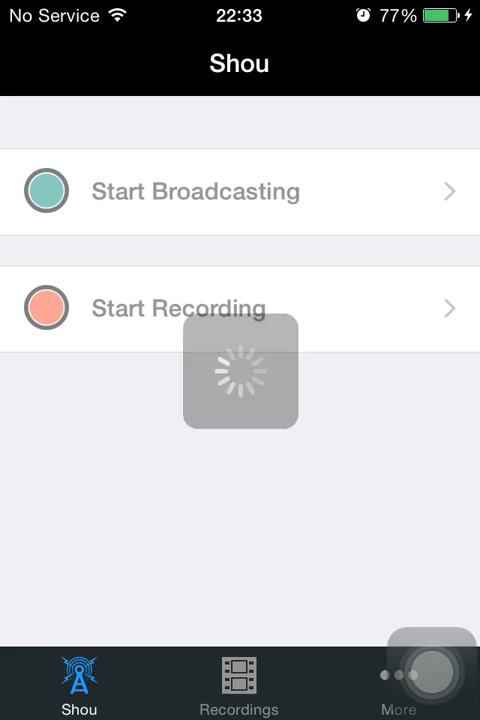 No Service 22:33 77%
Shou
Start Broadcasting
Start Recording
Shou Recordings More